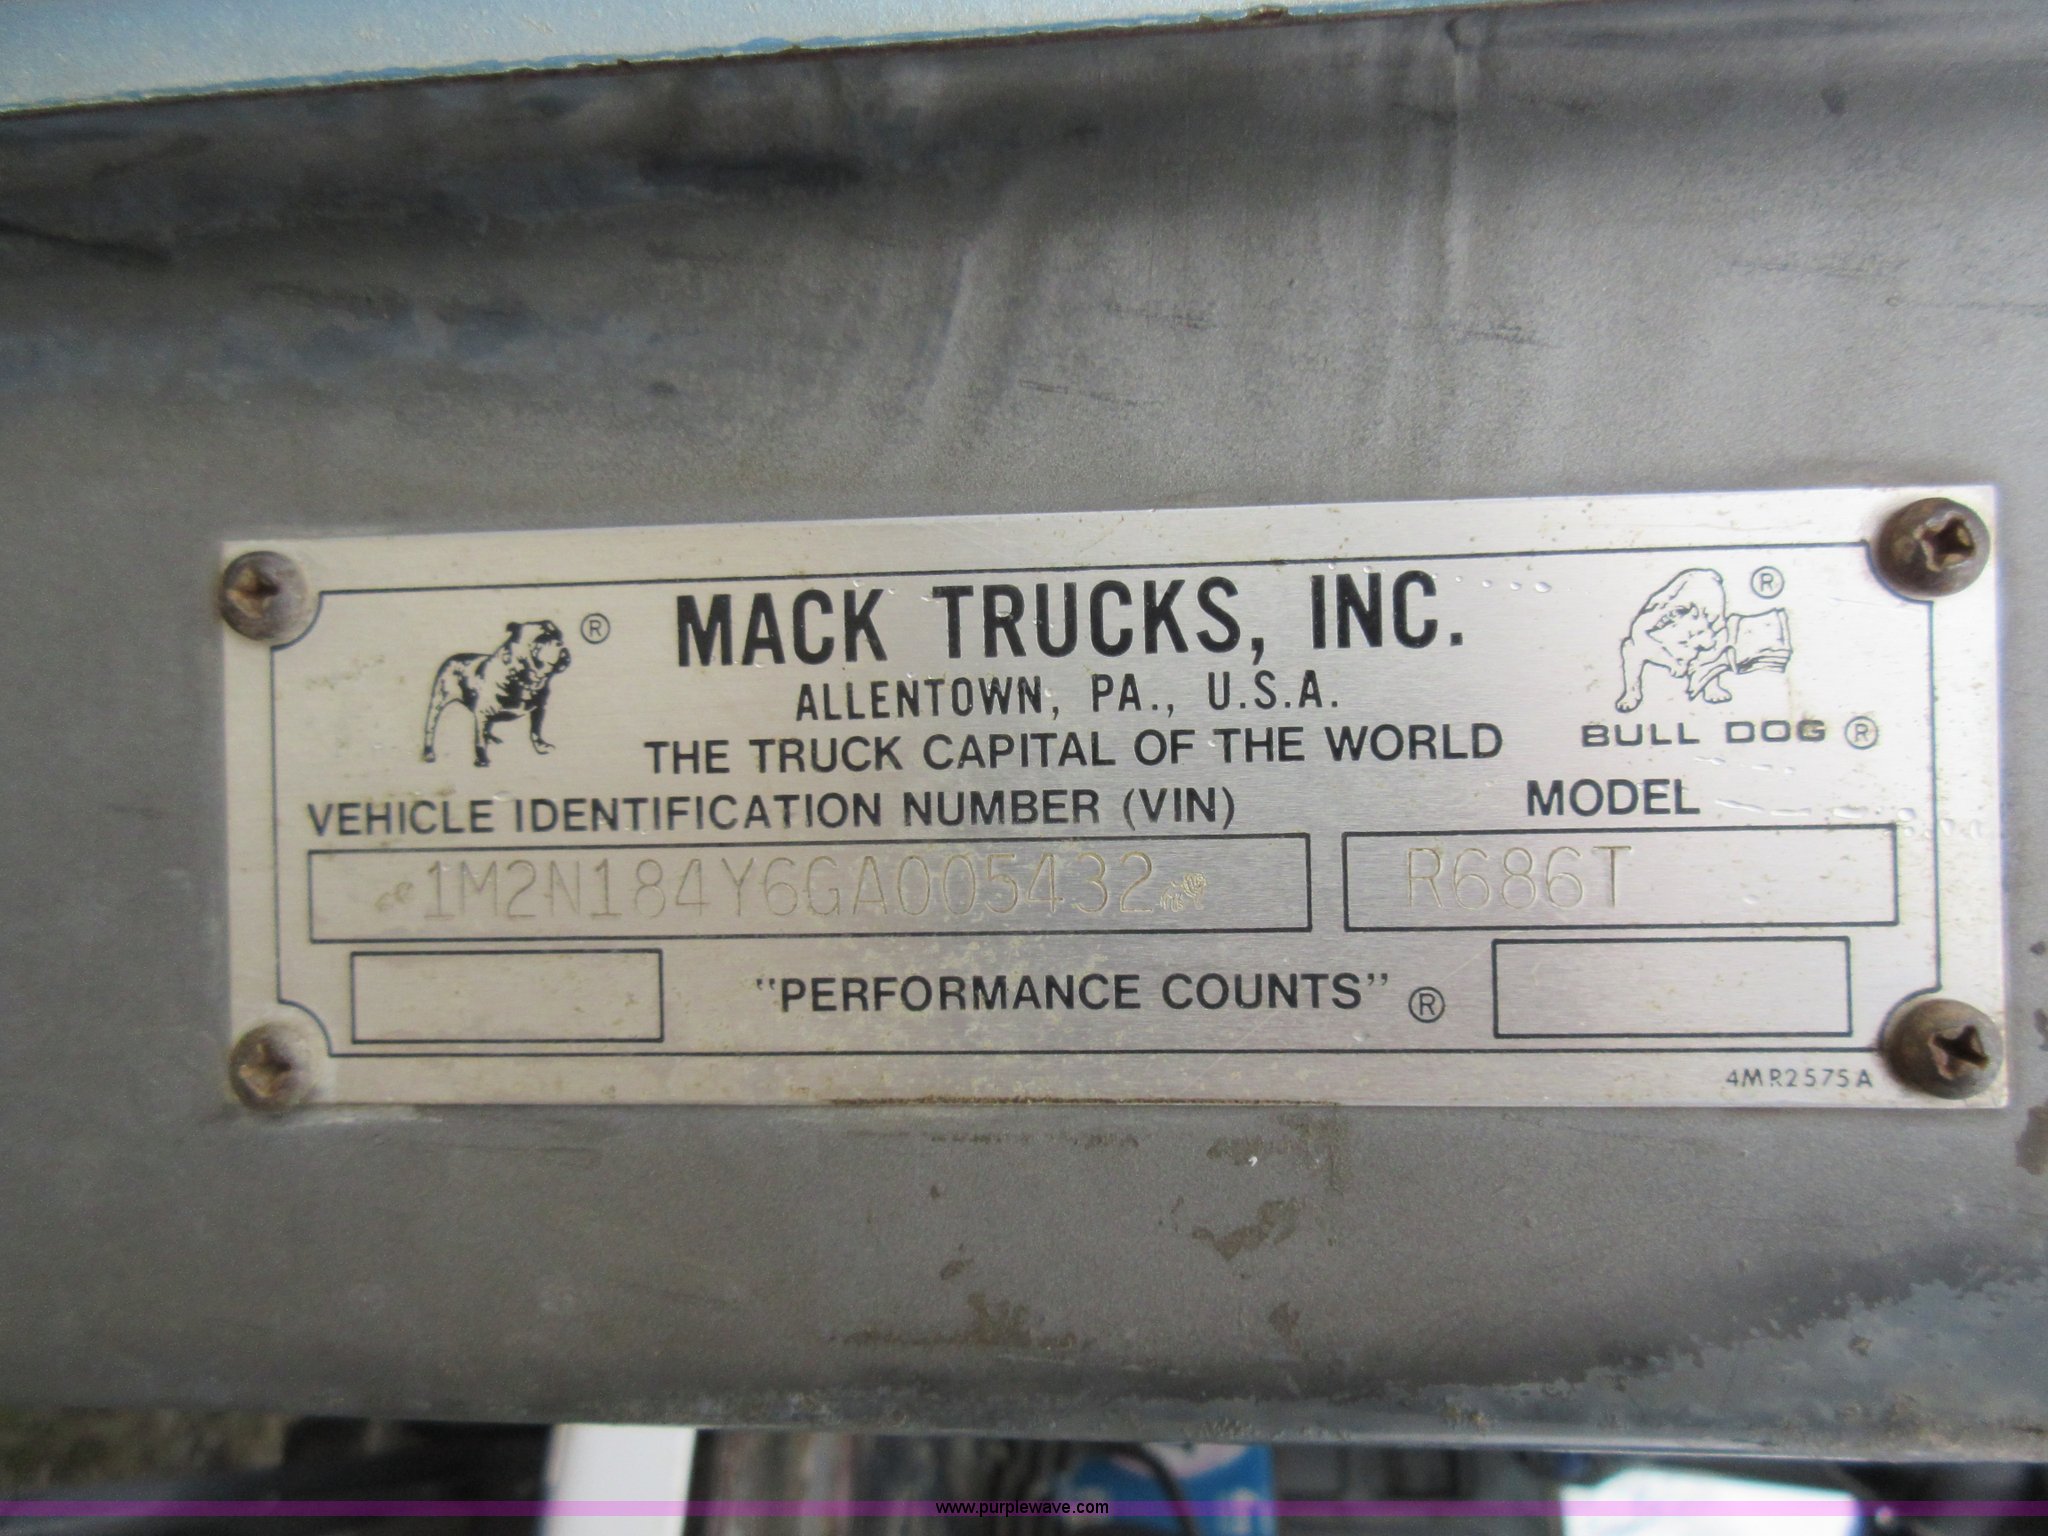 ® MACK TRUCKS, INC. ®
ALLENTOWN, PA., U.S.A.
THE TRUCK CAPITAL OF THE WORLD
BULL DOG ®
VEHICLE IDENTIFICATION NUMBER (VIN) MODEL
1M2N184Y6GA005432 R686T
"PERFORMANCE COUNTS" ®
4MR2575A
www.purplewave.com